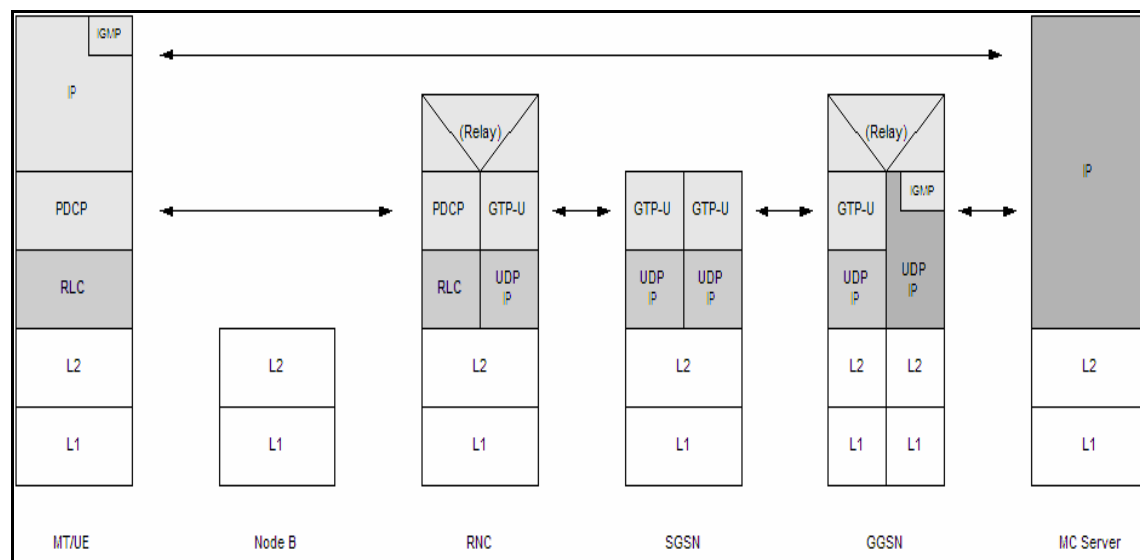 IGMP
IP
(Relay) (Relay)
IP
PDCP PDCP GTP-U GTP-U GTP-U GTP-U IGMP
RLC RLC UDP IP UDP IP UDP IP UDP IP UDP IP
L2 L2 L2 L2 L2 L2 L2
L1 L1 L1 L1 L1 L1 L1
MT/UE Node B RNC SGSN GGSN MC Server